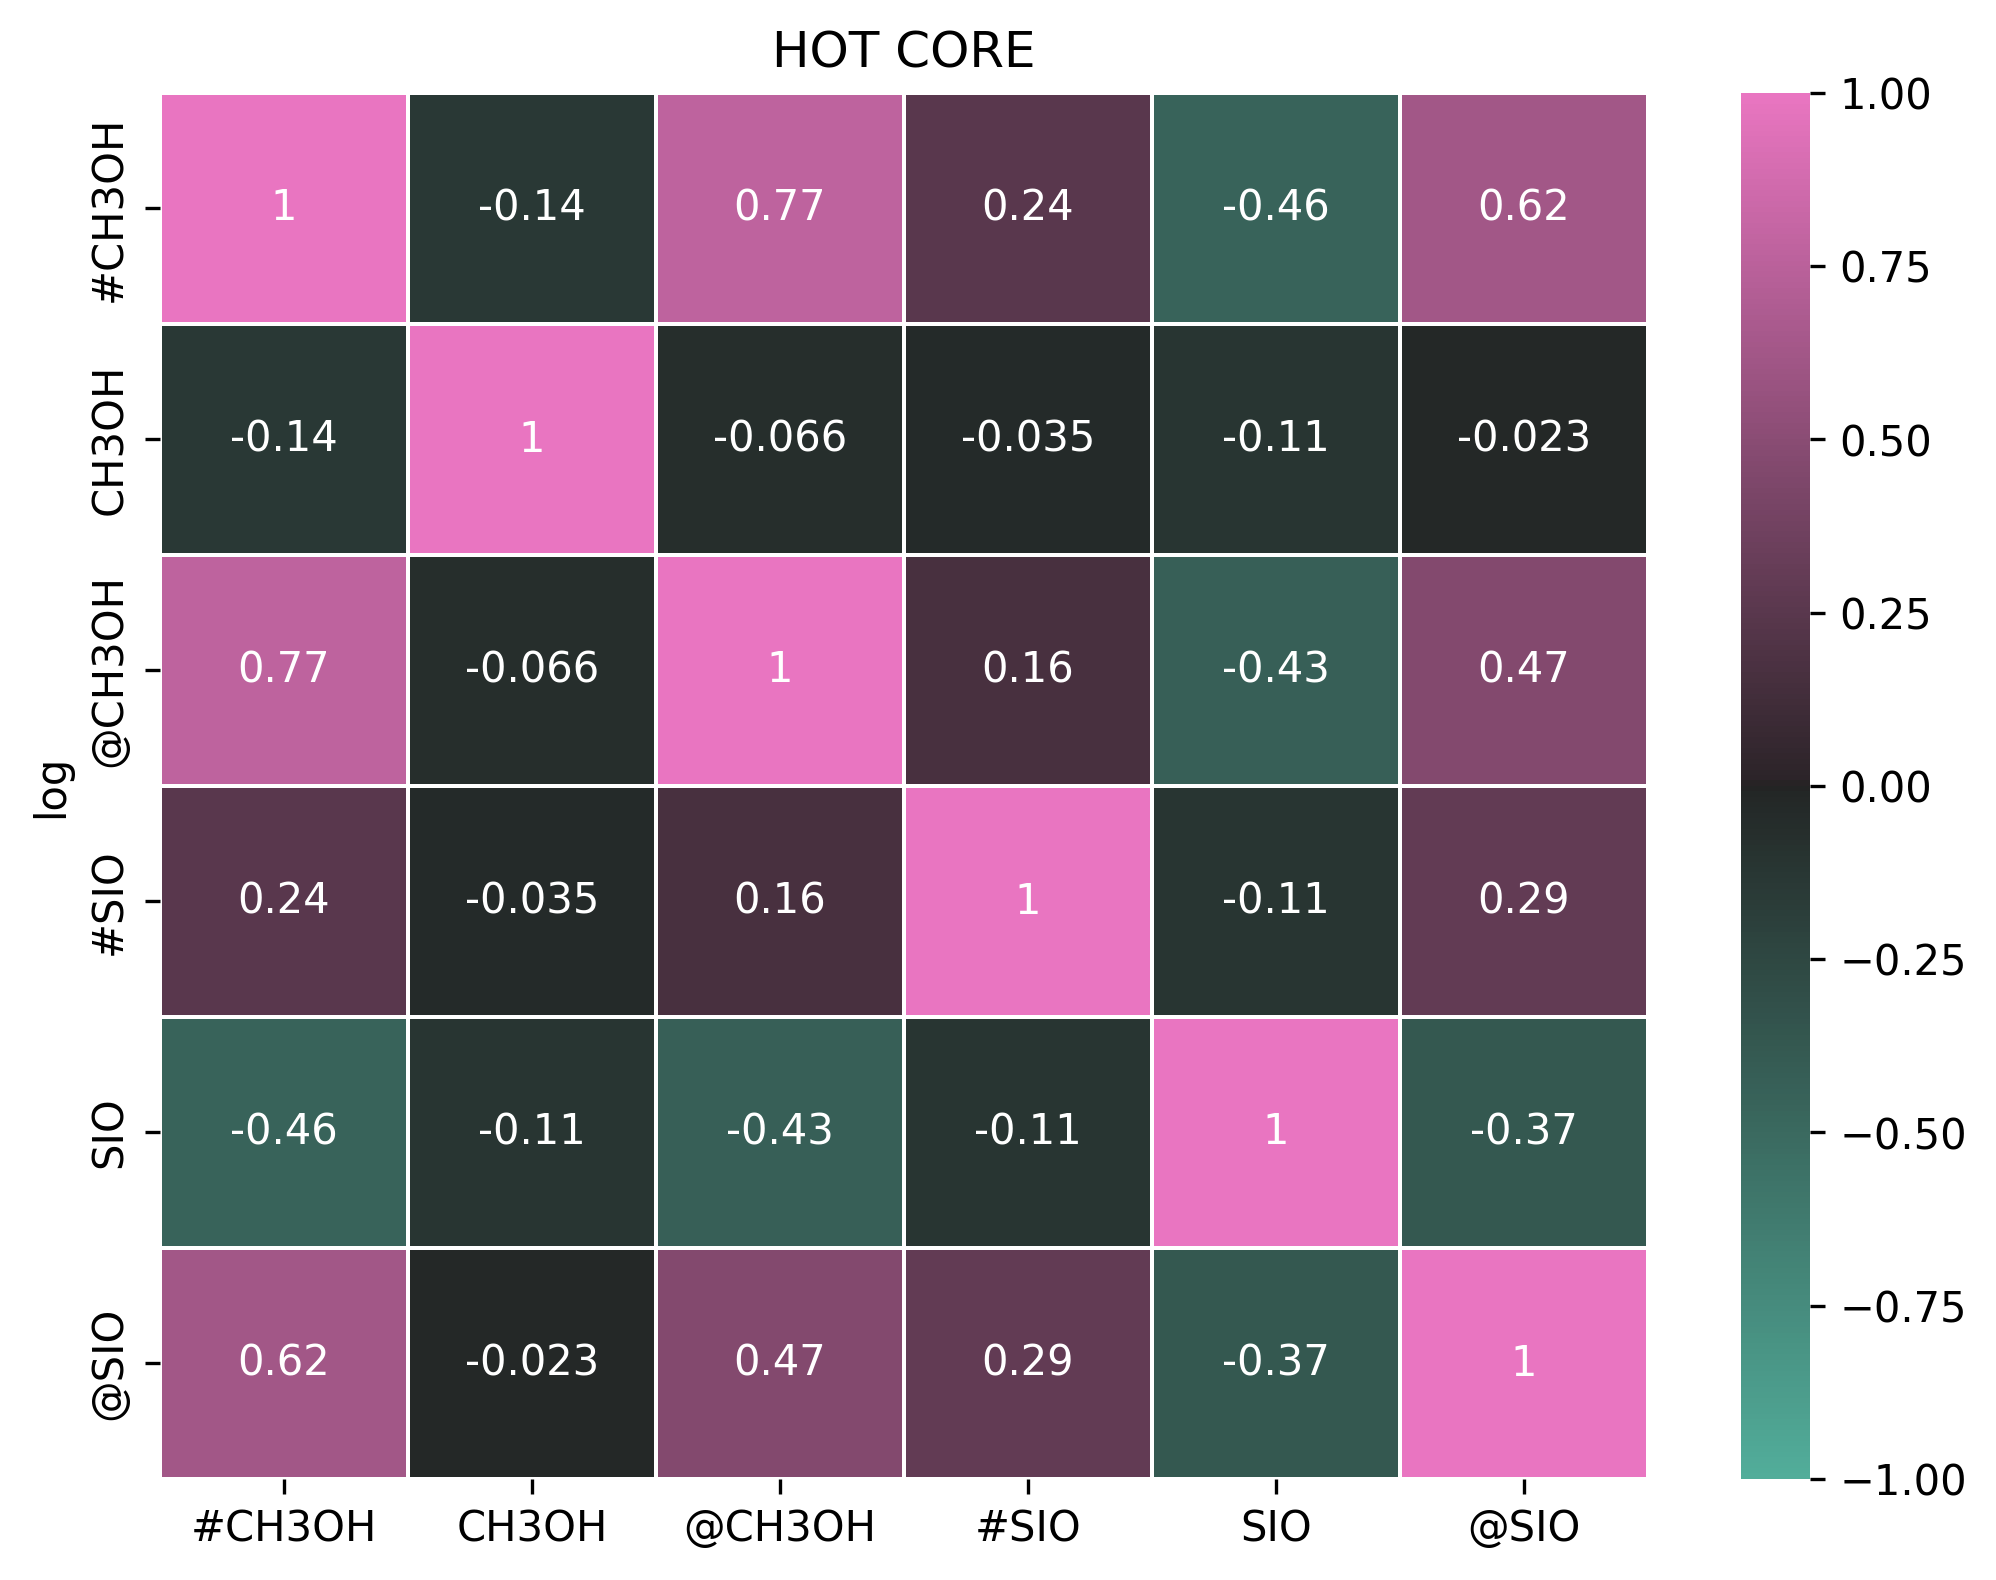 HOT CORE
#CH3OH 1 -0.14 0.77 0.24 -0.46 0.62
CH3OH -0.14 1 -0.066 -0.035 -0.11 -0.023
@CH3OH 0.77 -0.066 1 0.16 -0.43 0.47
log
#SIO 0.24 -0.035 0.16 1 -0.11 0.29
SIO -0.46 -0.11 -0.43 -0.11 1 -0.37
@SIO 0.62 -0.023 0.47 0.29 -0.37 1
#CH3OH CH3OH @CH3OH #SIO SIO @SIO
1.00
0.75
0.50
0.25
0.00
−0.25
−0.50
−0.75
−1.00